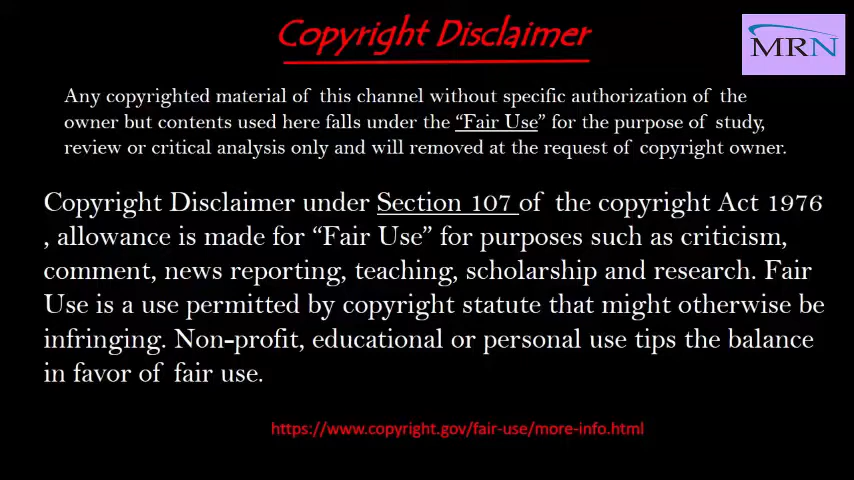 Copyright Disclaimer
MRN
Any copyrighted material of this channel without specific authorization of the
owner but contents used here falls under the “Fair Use” for the purpose of study,
review or critical analysis only and will removed at the request of copyright owner.
Copyright Disclaimer under Section 107 of the copyright Act 1976
, allowance is made for “Fair Use” for purposes such as criticism,
comment, news reporting, teaching, scholarship and research. Fair
Use is a use permitted by copyright statute that might otherwise be
infringing. Non-profit, educational or personal use tips the balance
in favor of fair use.
https://www.copyright.gov/fair-use/more-info.html